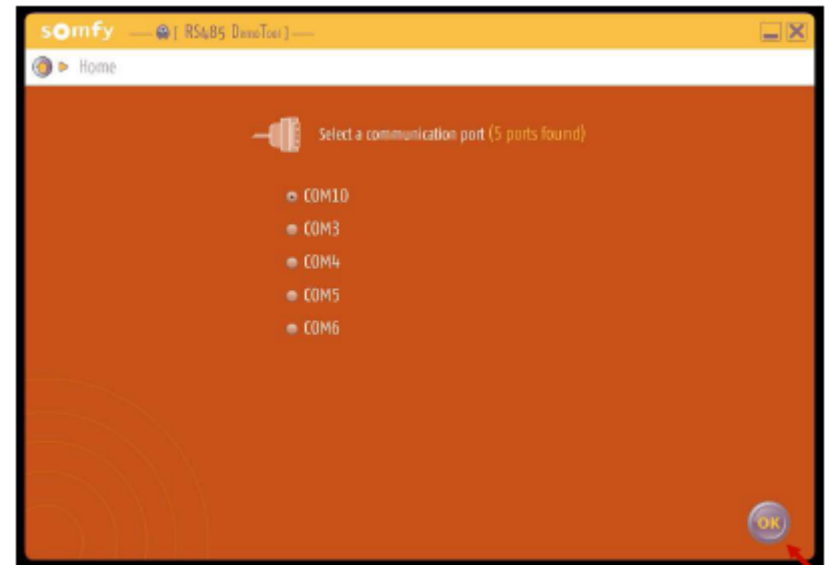 somfy — [ RS485 DemoTool ] —
Home
Select a communication port (5 ports found)
COM10
COM3
COM4
COM5
COM6
OK